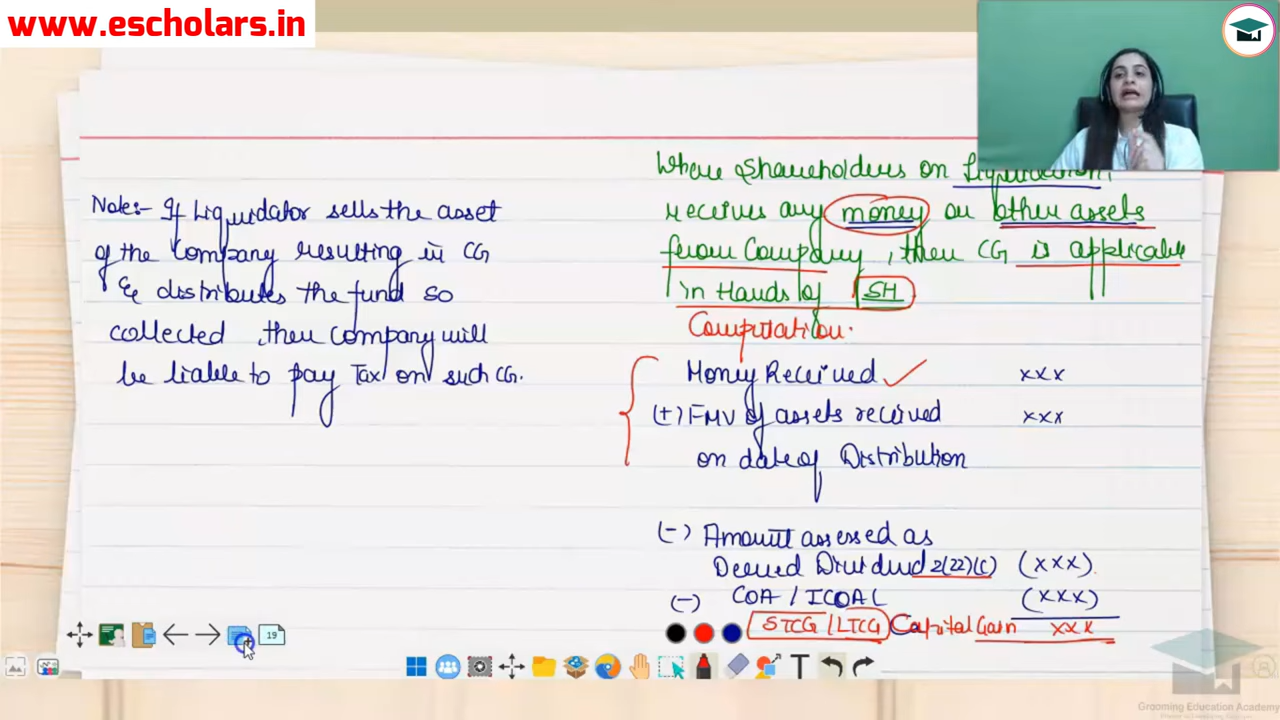 www.escholars.in
Note:- If Liquidator sells the asset
of the Company resulting in CG
& distributes the fund so
collected, then Company will
be liable to pay Tax on such CG.
Where Shareholders on Liquidation,
receives any money or other assets
from Company, then CG is applicable
in Hands of SH
Computation:
Money Received ✓ xxx
(+) FMV of assets received xxx
on date of Distribution
(-) Amount assessed as
Deemed Dividend 2(22)(c) (xxx)
(-) COA / ICOA (xxx)
STCG / LTCG Capital Gain xxx
19
Grooming Education Academy